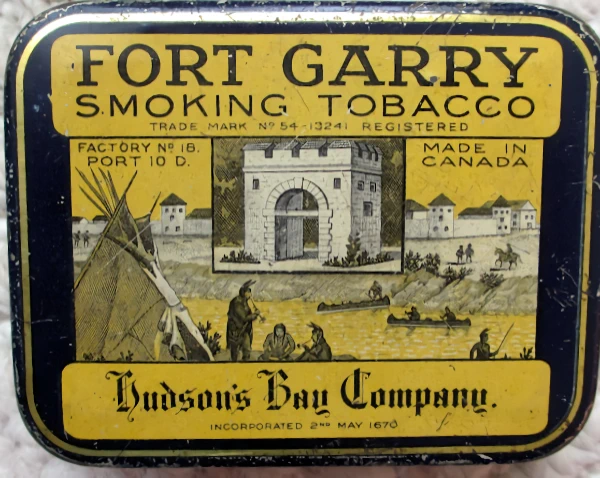 FORT GARRY
SMOKING TOBACCO
TRADE MARK Nº 54-13241 REGISTERED
FACTORY Nº 18.
PORT 10 D.
MADE IN
CANADA
Hudson's Bay Company.
INCORPORATED 2ND MAY 1670